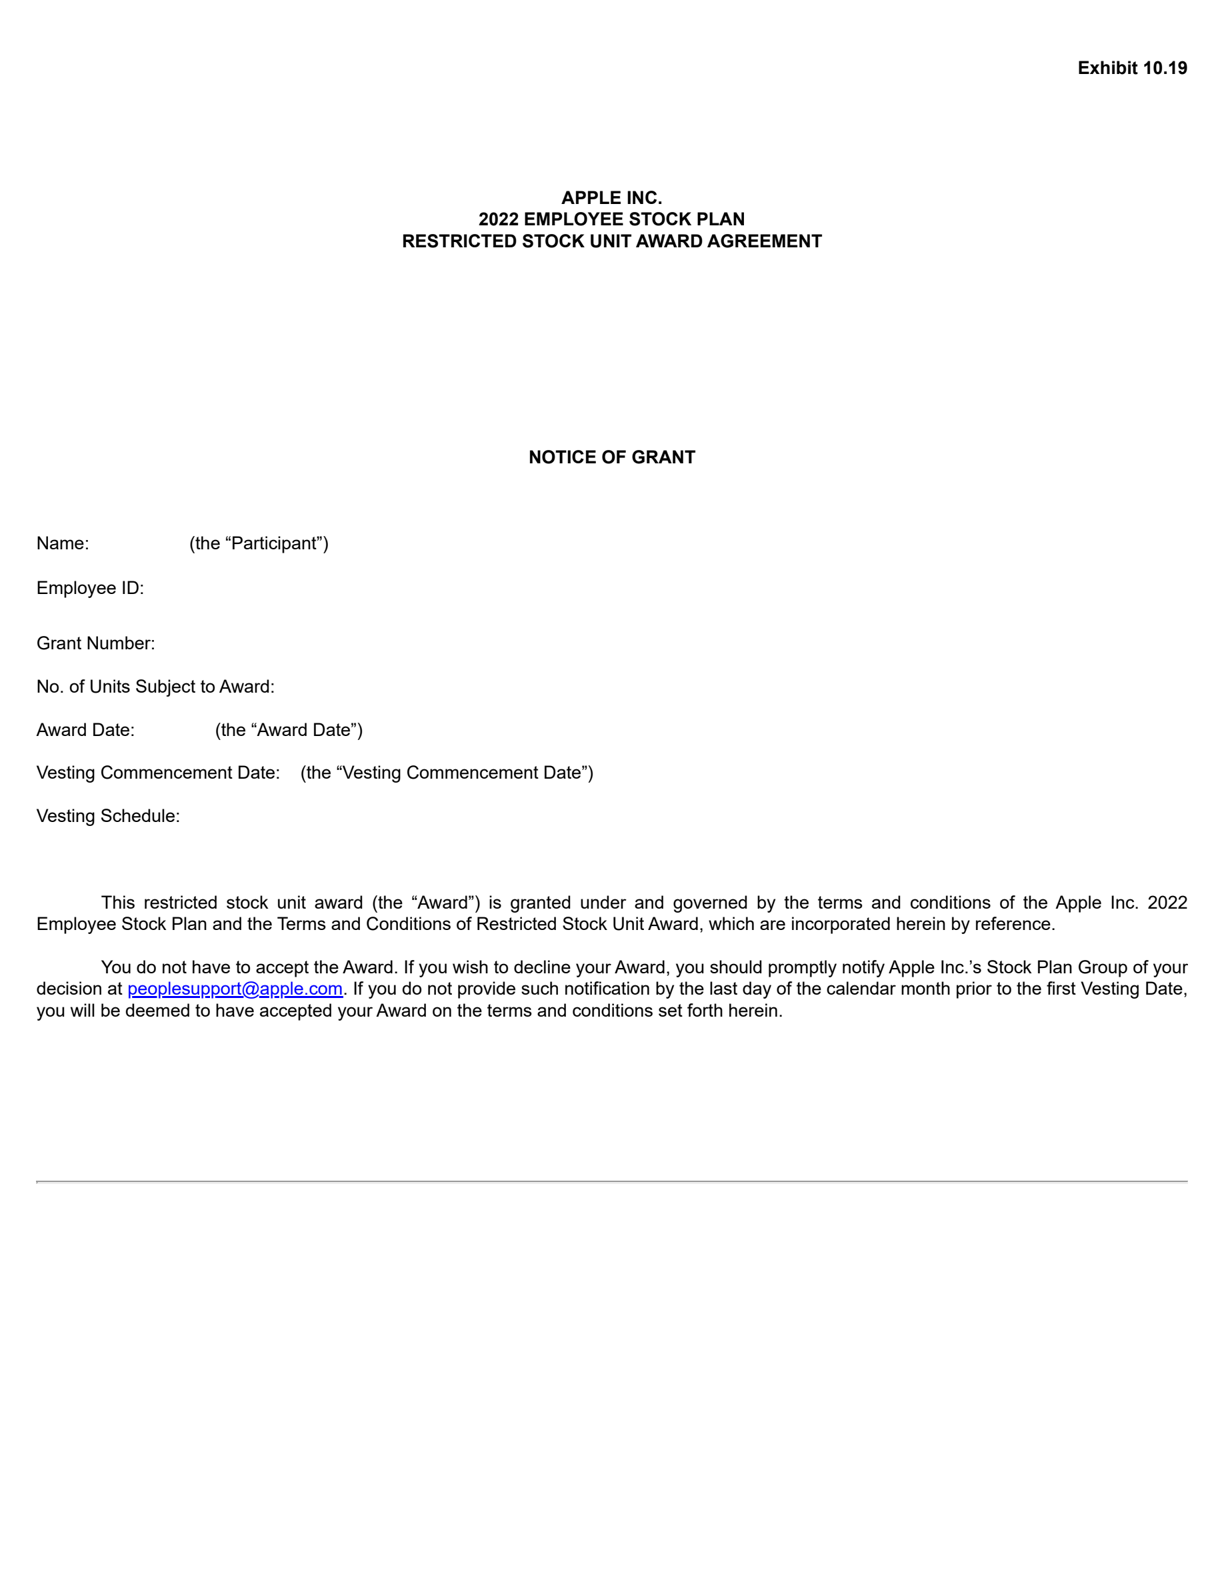 Exhibit 10.19
APPLE INC.
2022 EMPLOYEE STOCK PLAN
RESTRICTED STOCK UNIT AWARD AGREEMENT
NOTICE OF GRANT
Name: (the “Participant”)
Employee ID:
Grant Number:
No. of Units Subject to Award:
Award Date: (the “Award Date”)
Vesting Commencement Date: (the “Vesting Commencement Date”)
Vesting Schedule:
This restricted stock unit award (the “Award”) is granted under and governed by the terms and conditions of the Apple Inc. 2022
Employee Stock Plan and the Terms and Conditions of Restricted Stock Unit Award, which are incorporated herein by reference.
You do not have to accept the Award. If you wish to decline your Award, you should promptly notify Apple Inc.’s Stock Plan Group of your
decision at peoplesupport@apple.com. If you do not provide such notification by the last day of the calendar month prior to the first Vesting Date,
you will be deemed to have accepted your Award on the terms and conditions set forth herein.